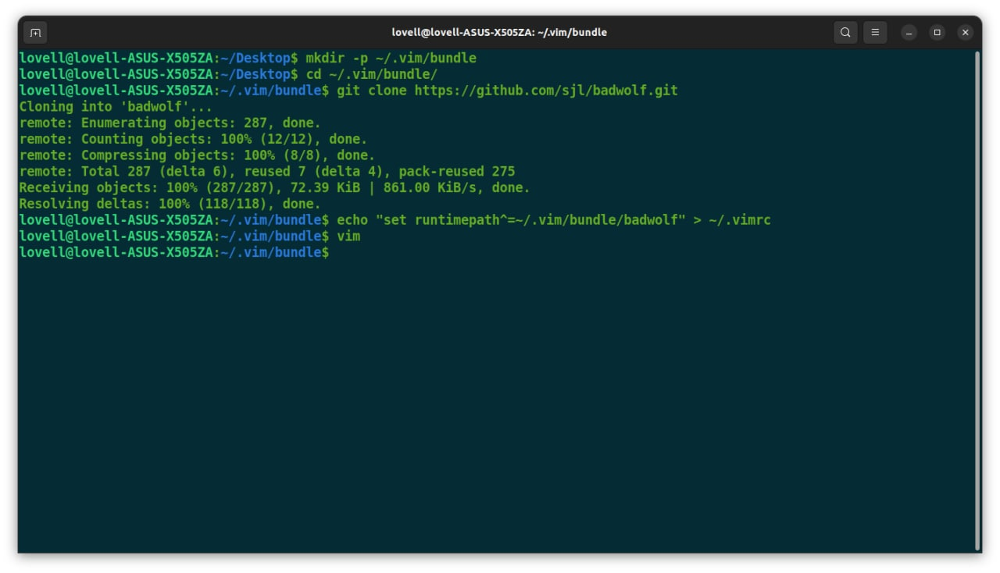 lovell@lovell-ASUS-X505ZA: ~/.vim/bundle
lovell@lovell-ASUS-X505ZA:~/Desktop$ mkdir -p ~/.vim/bundle
lovell@lovell-ASUS-X505ZA:~/Desktop$ cd ~/.vim/bundle/
lovell@lovell-ASUS-X505ZA:~/.vim/bundle$ git clone https://github.com/sjl/badwolf.git
Cloning into 'badwolf'...
remote: Enumerating objects: 287, done.
remote: Counting objects: 100% (12/12), done.
remote: Compressing objects: 100% (8/8), done.
remote: Total 287 (delta 6), reused 7 (delta 4), pack-reused 275
Receiving objects: 100% (287/287), 72.39 KiB | 861.00 KiB/s, done.
Resolving deltas: 100% (118/118), done.
lovell@lovell-ASUS-X505ZA:~/.vim/bundle$ echo "set runtimepath^=~/.vim/bundle/badwolf" > ~/.vimrc
lovell@lovell-ASUS-X505ZA:~/.vim/bundle$ vim
lovell@lovell-ASUS-X505ZA:~/.vim/bundle$